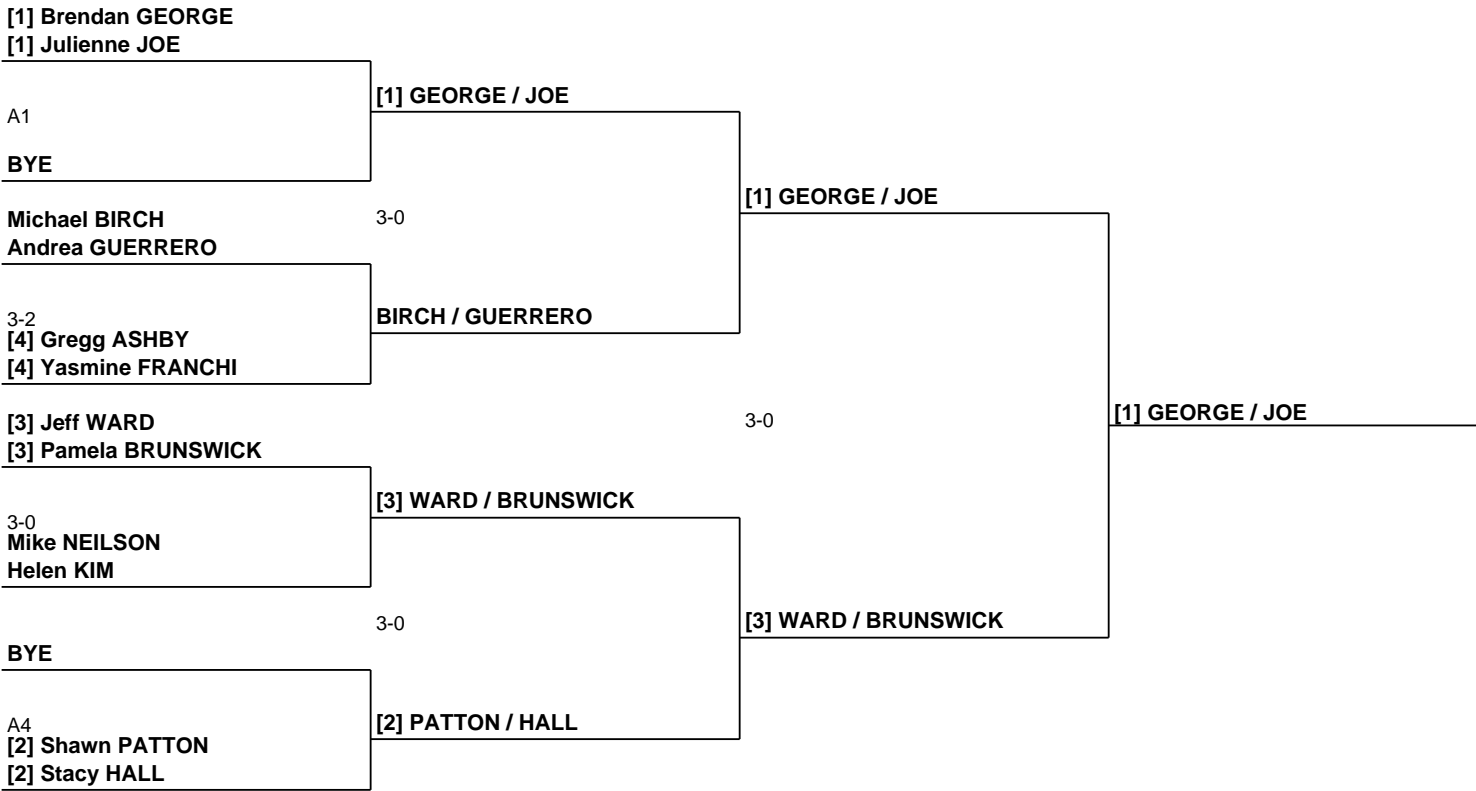 [1] Brendan GEORGE
[1] Julienne JOE
[1] GEORGE / JOE
A1
BYE
[1] GEORGE / JOE
Michael BIRCH
3-0
Andrea GUERRERO
3-2
BIRCH / GUERRERO
[4] Gregg ASHBY
[4] Yasmine FRANCHI
[3] Jeff WARD
3-0
[1] GEORGE / JOE
[3] Pamela BRUNSWICK
[3] WARD / BRUNSWICK
3-0
Mike NEILSON
Helen KIM
3-0
[3] WARD / BRUNSWICK
BYE
A4
[2] PATTON / HALL
[2] Shawn PATTON
[2] Stacy HALL